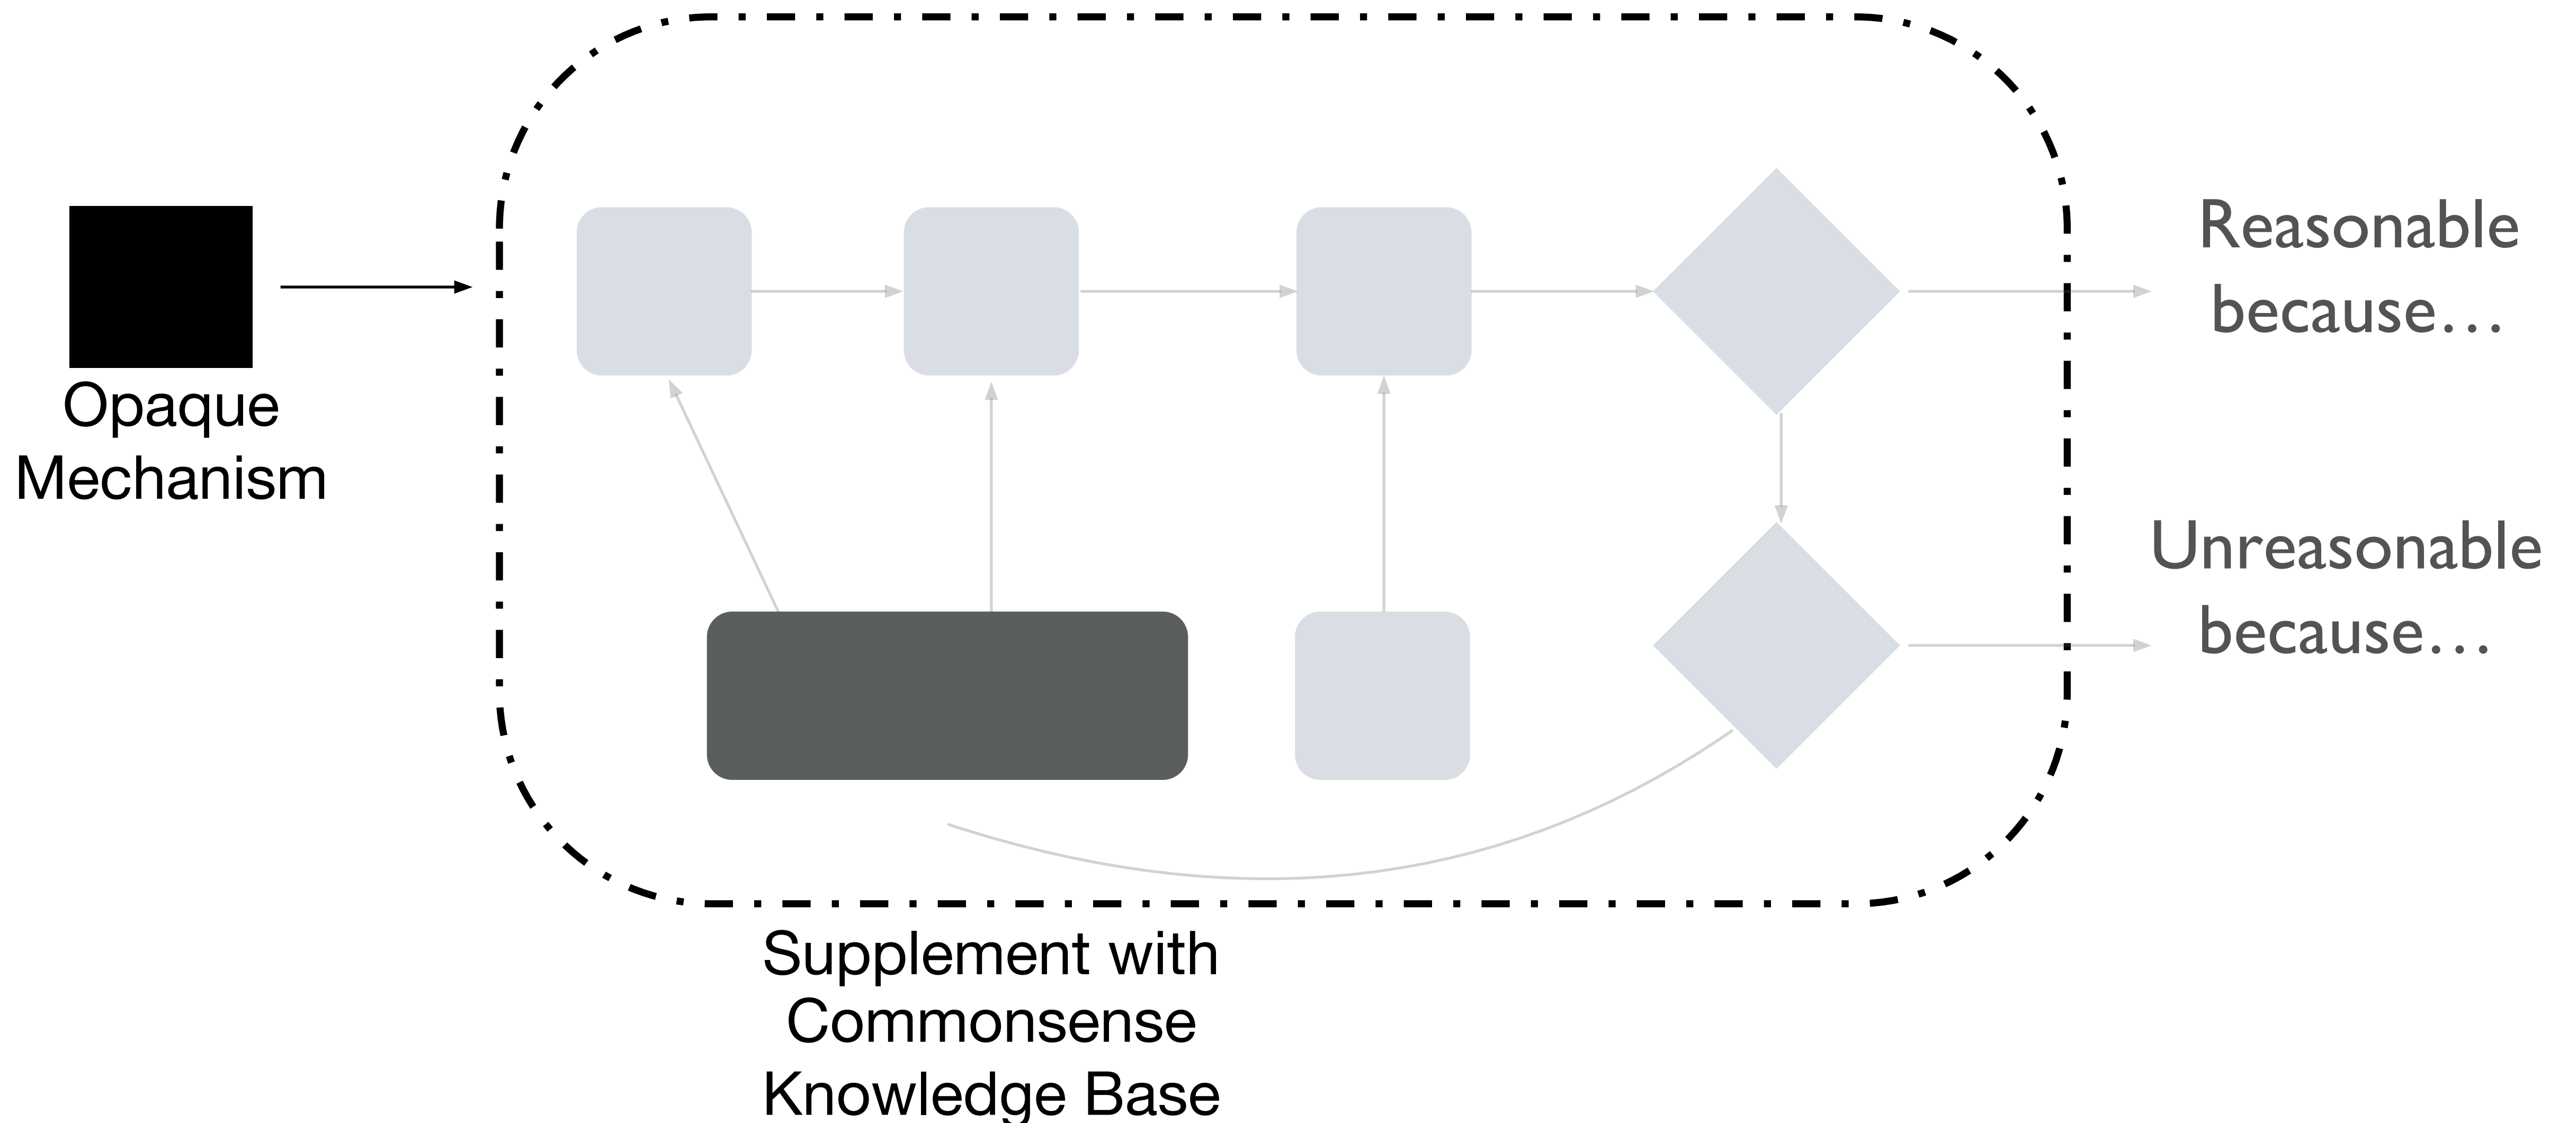 Opaque
Mechanism
Reasonable
because…
Unreasonable
because…
Supplement with
Commonsense
Knowledge Base